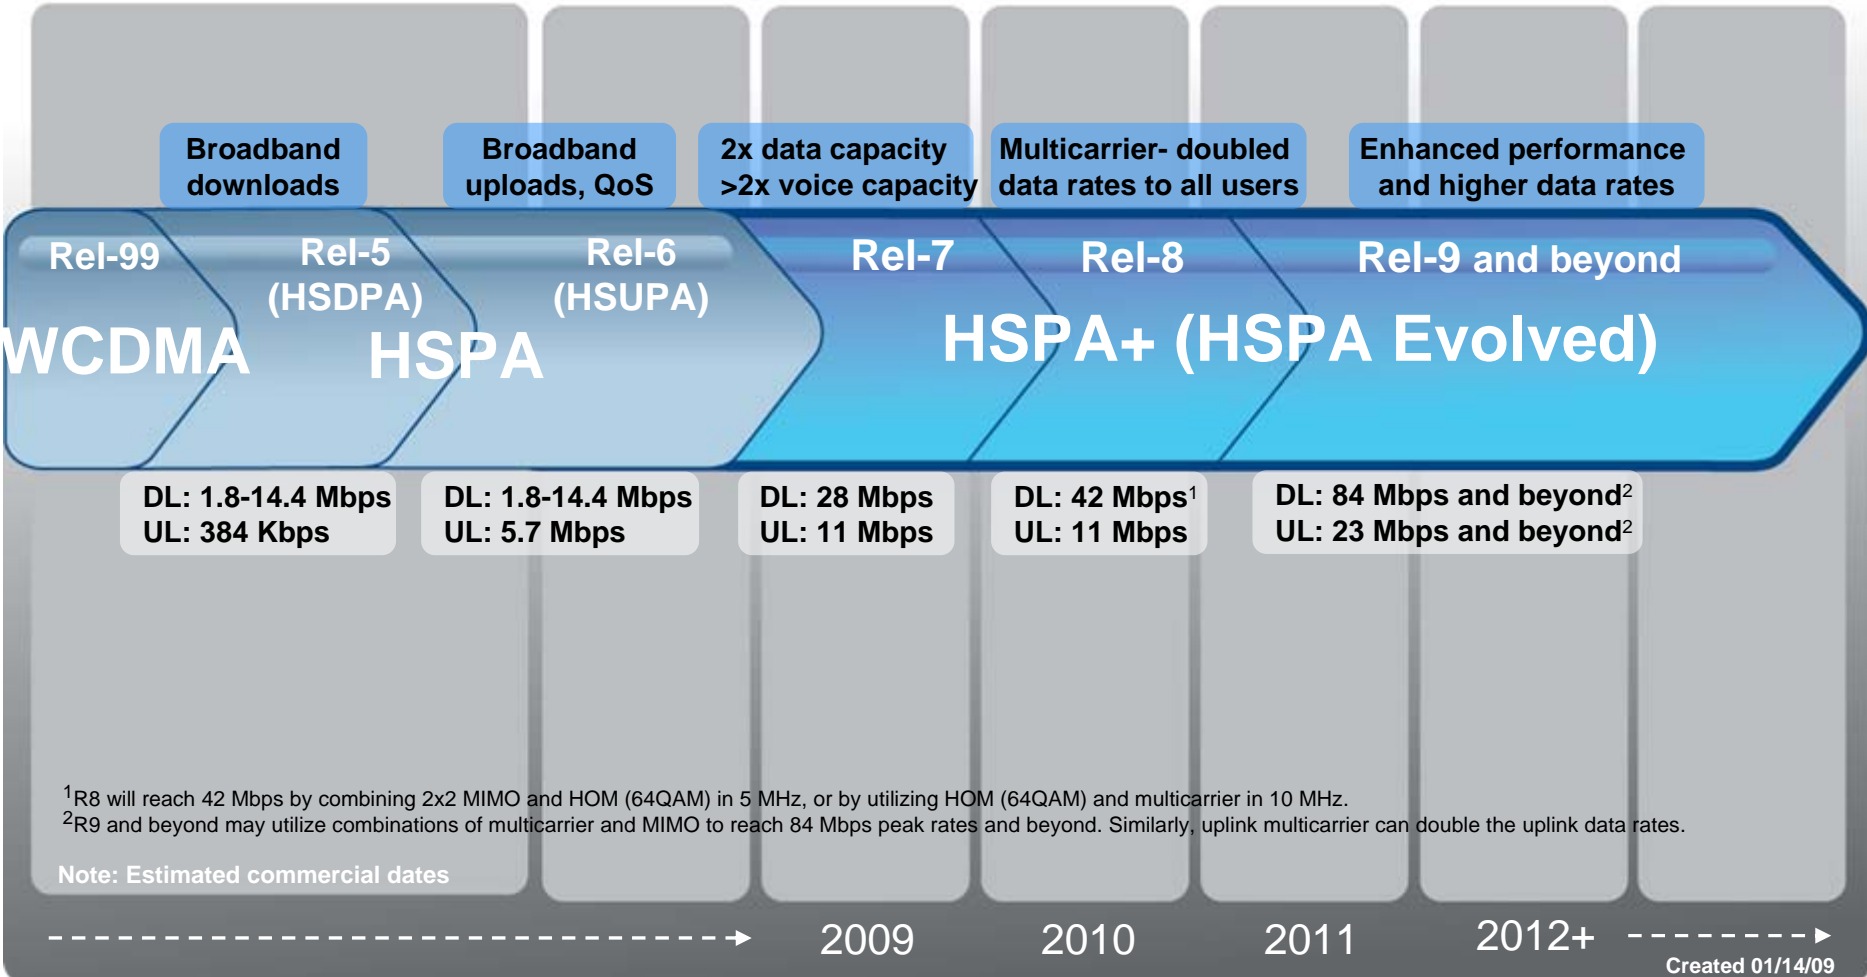 Broadband
downloads
Broadband
uploads, QoS
2x data capacity
>2x voice capacity
Multicarrier- doubled
data rates to all users
Enhanced performance
and higher data rates
Rel-99
Rel-5
(HSDPA)
Rel-6
(HSUPA)
Rel-7
Rel-8
Rel-9 and beyond
WCDMA
HSPA
HSPA+ (HSPA Evolved)
DL: 1.8-14.4 Mbps
UL: 384 Kbps
DL: 1.8-14.4 Mbps
UL: 5.7 Mbps
DL: 28 Mbps
UL: 11 Mbps
DL: 42 Mbps¹
UL: 11 Mbps
DL: 84 Mbps and beyond²
UL: 23 Mbps and beyond²
¹R8 will reach 42 Mbps by combining 2x2 MIMO and HOM (64QAM) in 5 MHz, or by utilizing HOM (64QAM) and multicarrier in 10 MHz.
²R9 and beyond may utilize combinations of multicarrier and MIMO to reach 84 Mbps peak rates and beyond. Similarly, uplink multicarrier can double the uplink data rates.
Note: Estimated commercial dates
2009
2010
2011
2012+
Created 01/14/09